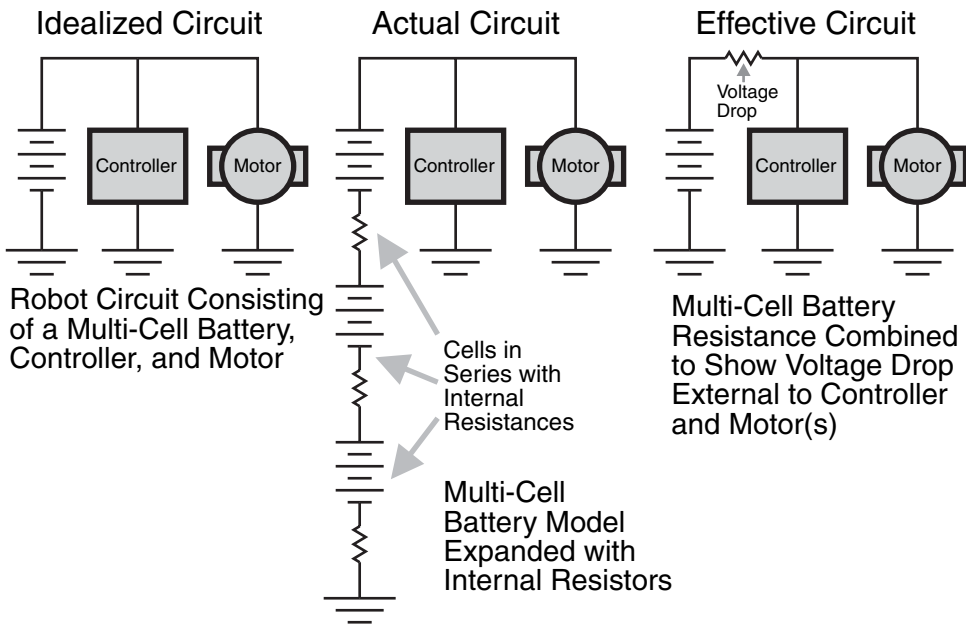 Idealized Circuit
Actual Circuit
Effective Circuit
Voltage
Drop
Controller
Motor
Controller
Motor
Controller
Motor
Robot Circuit Consisting
of a Multi-Cell Battery,
Controller, and Motor
Cells in
Series with
Internal
Resistances
Multi-Cell
Battery Model
Expanded with
Internal Resistors
Multi-Cell Battery
Resistance Combined
to Show Voltage Drop
External to Controller
and Motor(s)